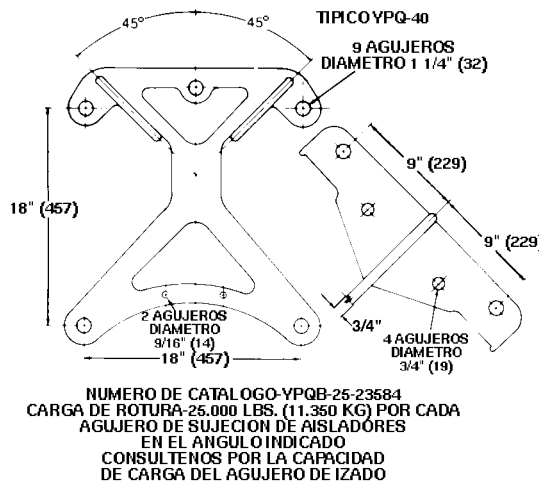 45°
45°
TIPICO YPQ-40
9 AGUJEROS
DIAMETRO 1 1/4" (32)
9" (229)
18" (457)
9" (229)
2 AGUJEROS
DIAMETRO
9/16" (14)
3/4"
4 AGUJEROS
DIAMETRO
3/4" (19)
18" (457)
NUMERO DE CATALOGO-YPQB-25-23584
CARGA DE ROTURA-25.000 LBS. (11.350 KG) POR CADA
AGUJERO DE SUJECION DE AISLADORES
EN EL ANGULO INDICADO
CONSULTENOS POR LA CAPACIDAD
DE CARGA DEL AGUJERO DE IZADO